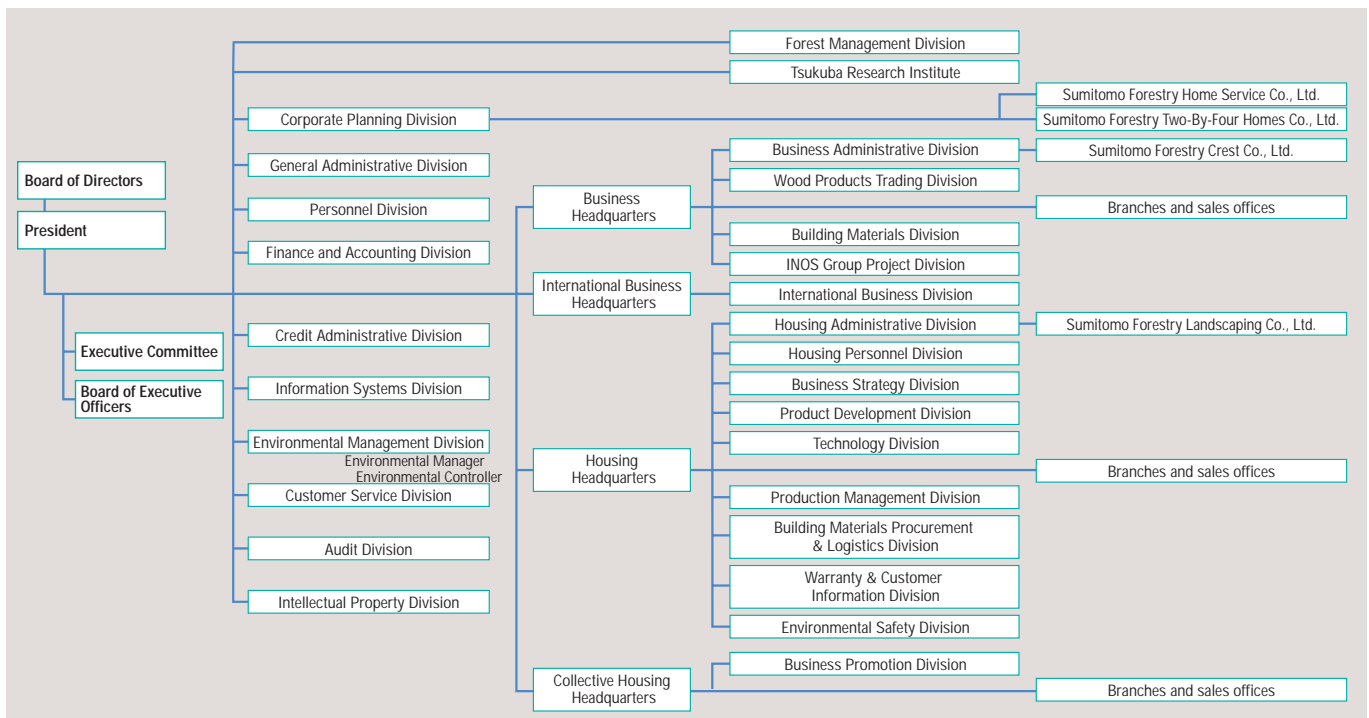 Board of Directors
President
Executive Committee
Board of Executive
Officers
Corporate Planning Division
General Administrative Division
Personnel Division
Finance and Accounting Division
Credit Administrative Division
Information Systems Division
Environmental Management Division
Environmental Manager
Environmental Controller
Customer Service Division
Audit Division
Intellectual Property Division
Business
Headquarters
International Business
Headquarters
Housing
Headquarters
Collective Housing
Headquarters
Forest Management Division
Tsukuba Research Institute
Business Administrative Division
Wood Products Trading Division
Building Materials Division
INOS Group Project Division
International Business Division
Housing Administrative Division
Housing Personnel Division
Business Strategy Division
Product Development Division
Technology Division
Production Management Division
Building Materials Procurement
& Logistics Division
Warranty & Customer
Information Division
Environmental Safety Division
Business Promotion Division
Sumitomo Forestry Home Service Co., Ltd.
Sumitomo Forestry Two-By-Four Homes Co., Ltd.
Sumitomo Forestry Crest Co., Ltd.
Branches and sales offices
Sumitomo Forestry Landscaping Co., Ltd.
Branches and sales offices
Branches and sales offices